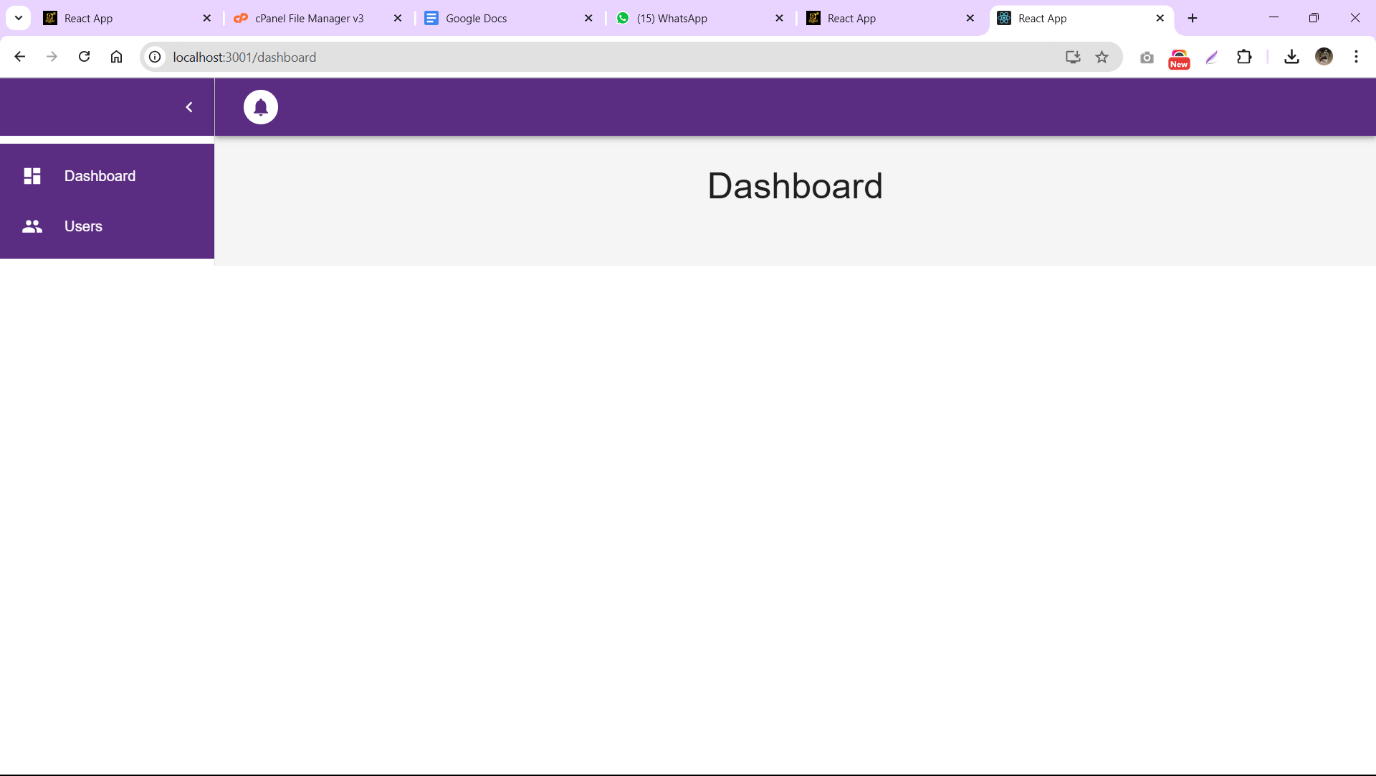 React App
cPanel File Manager v3
Google Docs
(15) WhatsApp
React App
React App
localhost:3001/dashboard
New
Dashboard
Users
Dashboard